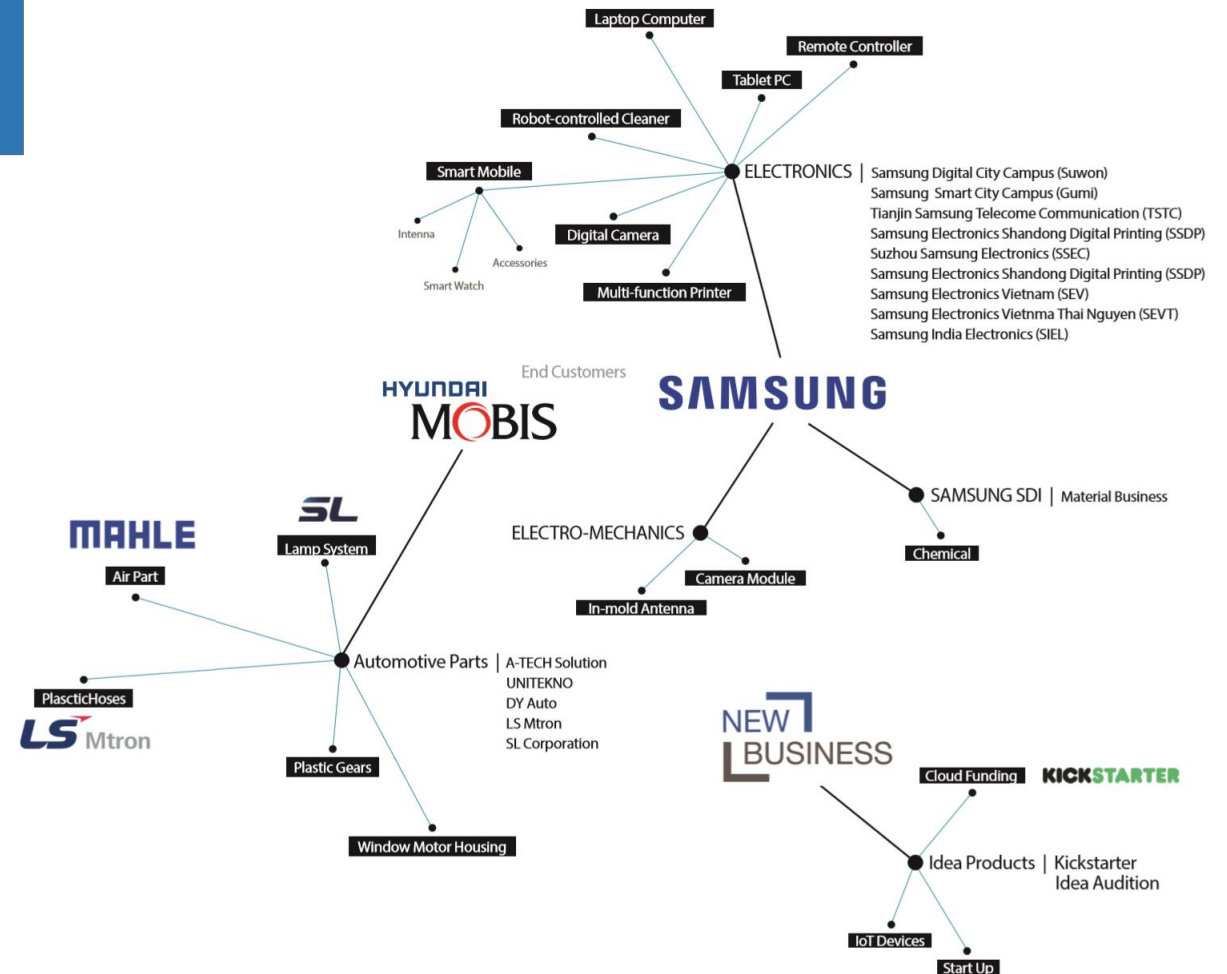 Laptop Computer
Remote Controller
Tablet PC
Robot-controlled Cleaner
Smart Mobile
ELECTRONICS | Samsung Digital City Campus (Suwon)
Samsung Smart City Campus (Gumi)
Tianjin Samsung Telecome Communication (TSTC)
Samsung Electronics Shandong Digital Printing (SSDP)
Suzhou Samsung Electronics (SSEC)
Samsung Electronics Shandong Digital Printing (SSDP)
Samsung Electronics Vietnam (SEV)
Samsung Electronics Vietnma Thai Nguyen (SEVT)
Samsung India Electronics (SIEL)
Intenna
Smart Watch
Accessories
Digital Camera
Multi-function Printer
End Customers
HYUNDAI
MOBIS
SAMSUNG
SAMSUNG SDI | Material Business
Chemical
ELECTRO-MECHANICS
Camera Module
In-mold Antenna
MAHLE
Air Part
SL
Lamp System
Automotive Parts | A-TECH Solution
UNITEKNO
DY Auto
LS Mtron
SL Corporation
PlascticHoses
LS Mtron
Plastic Gears
Window Motor Housing
NEW
BUSINESS
Cloud Funding
KICKSTARTER
Idea Products | Kickstarter
Idea Audition
IoT Devices
Start Up